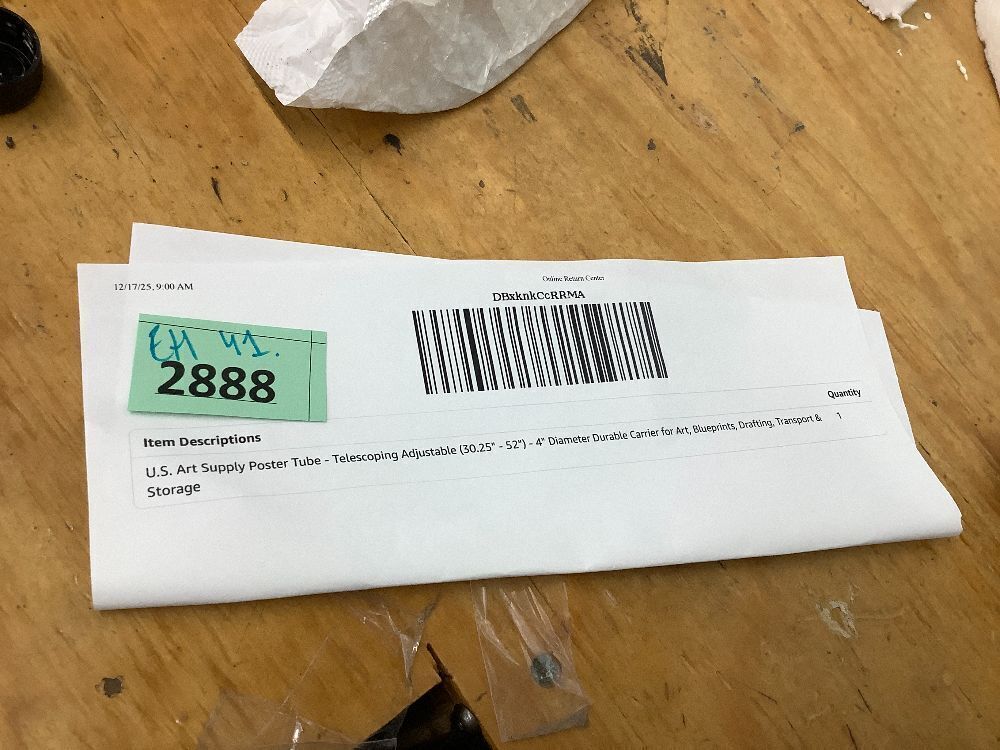 12/17/25, 9:00 AM
Online Return Center
DBxknkCcRRMA
EH 41.
2888
Quantity
Item Descriptions
U.S. Art Supply Poster Tube - Telescoping Adjustable (30.25" - 52") - 4" Diameter Durable Carrier for Art, Blueprints, Drafting, Transport & 1
Storage